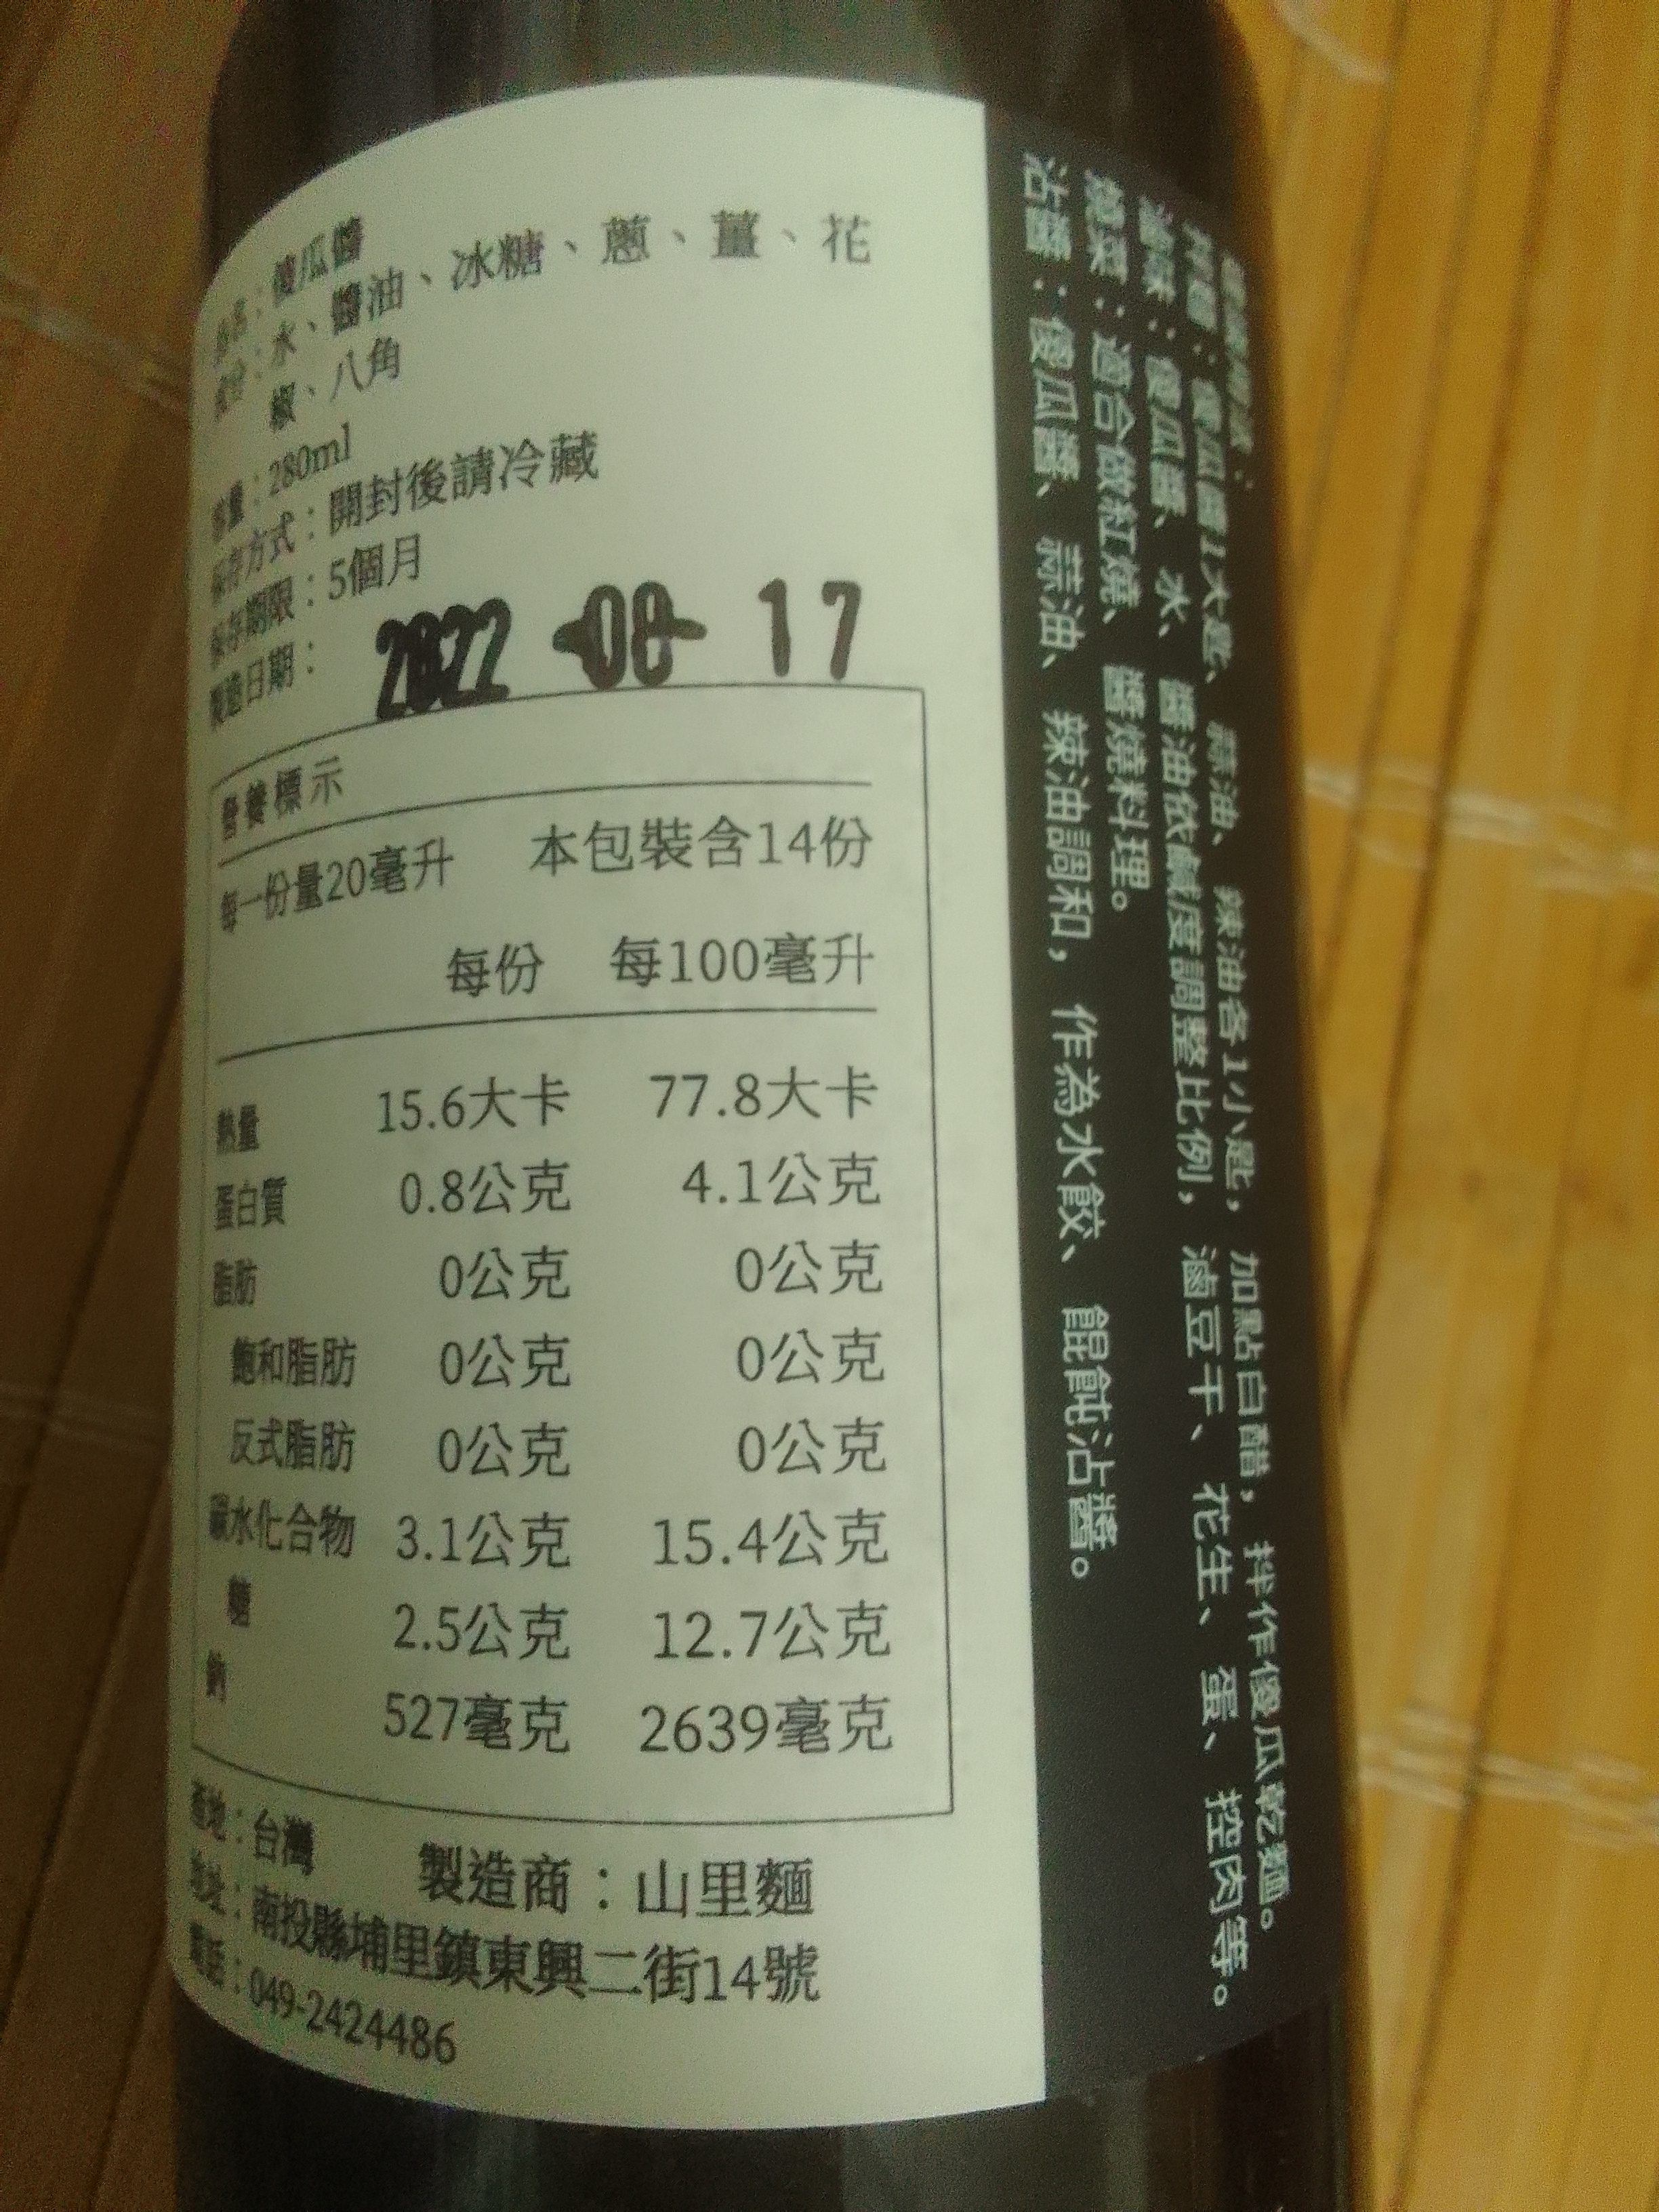 品名：傻瓜醬
成份：水、醬油、冰糖、蔥、薑、花
椒、八角
容量：280ml
保存方式：開封後請冷藏
保存期限：5個月
製造日期：2022 -08- 17
營養標示
每一份量20毫升 本包裝含14份
每份 每100毫升
熱量 15.6大卡 77.8大卡
蛋白質 0.8公克 4.1公克
脂肪 0公克 0公克
飽和脂肪 0公克 0公克
反式脂肪 0公克 0公克
碳水化合物 3.1公克 15.4公克
糖 2.5公克 12.7公克
鈉 527毫克 2639毫克
產地：台灣 製造商：山里麵
地址：南投縣埔里鎮東興二街14號
電話：049-2424486
拌麵：傻瓜醬1大匙、蒜油、辣油各1小匙，加點白醋，拌作傻瓜乾麵。
滷味：傻瓜醬、水、醬油依鹹度調整比例，滷豆干、花生、蛋、控肉等。
燒菜：適合做紅燒、醬燒料理。
沾醬：傻瓜醬、蒜油、辣油調和，作為水餃、餛飩沾醬。